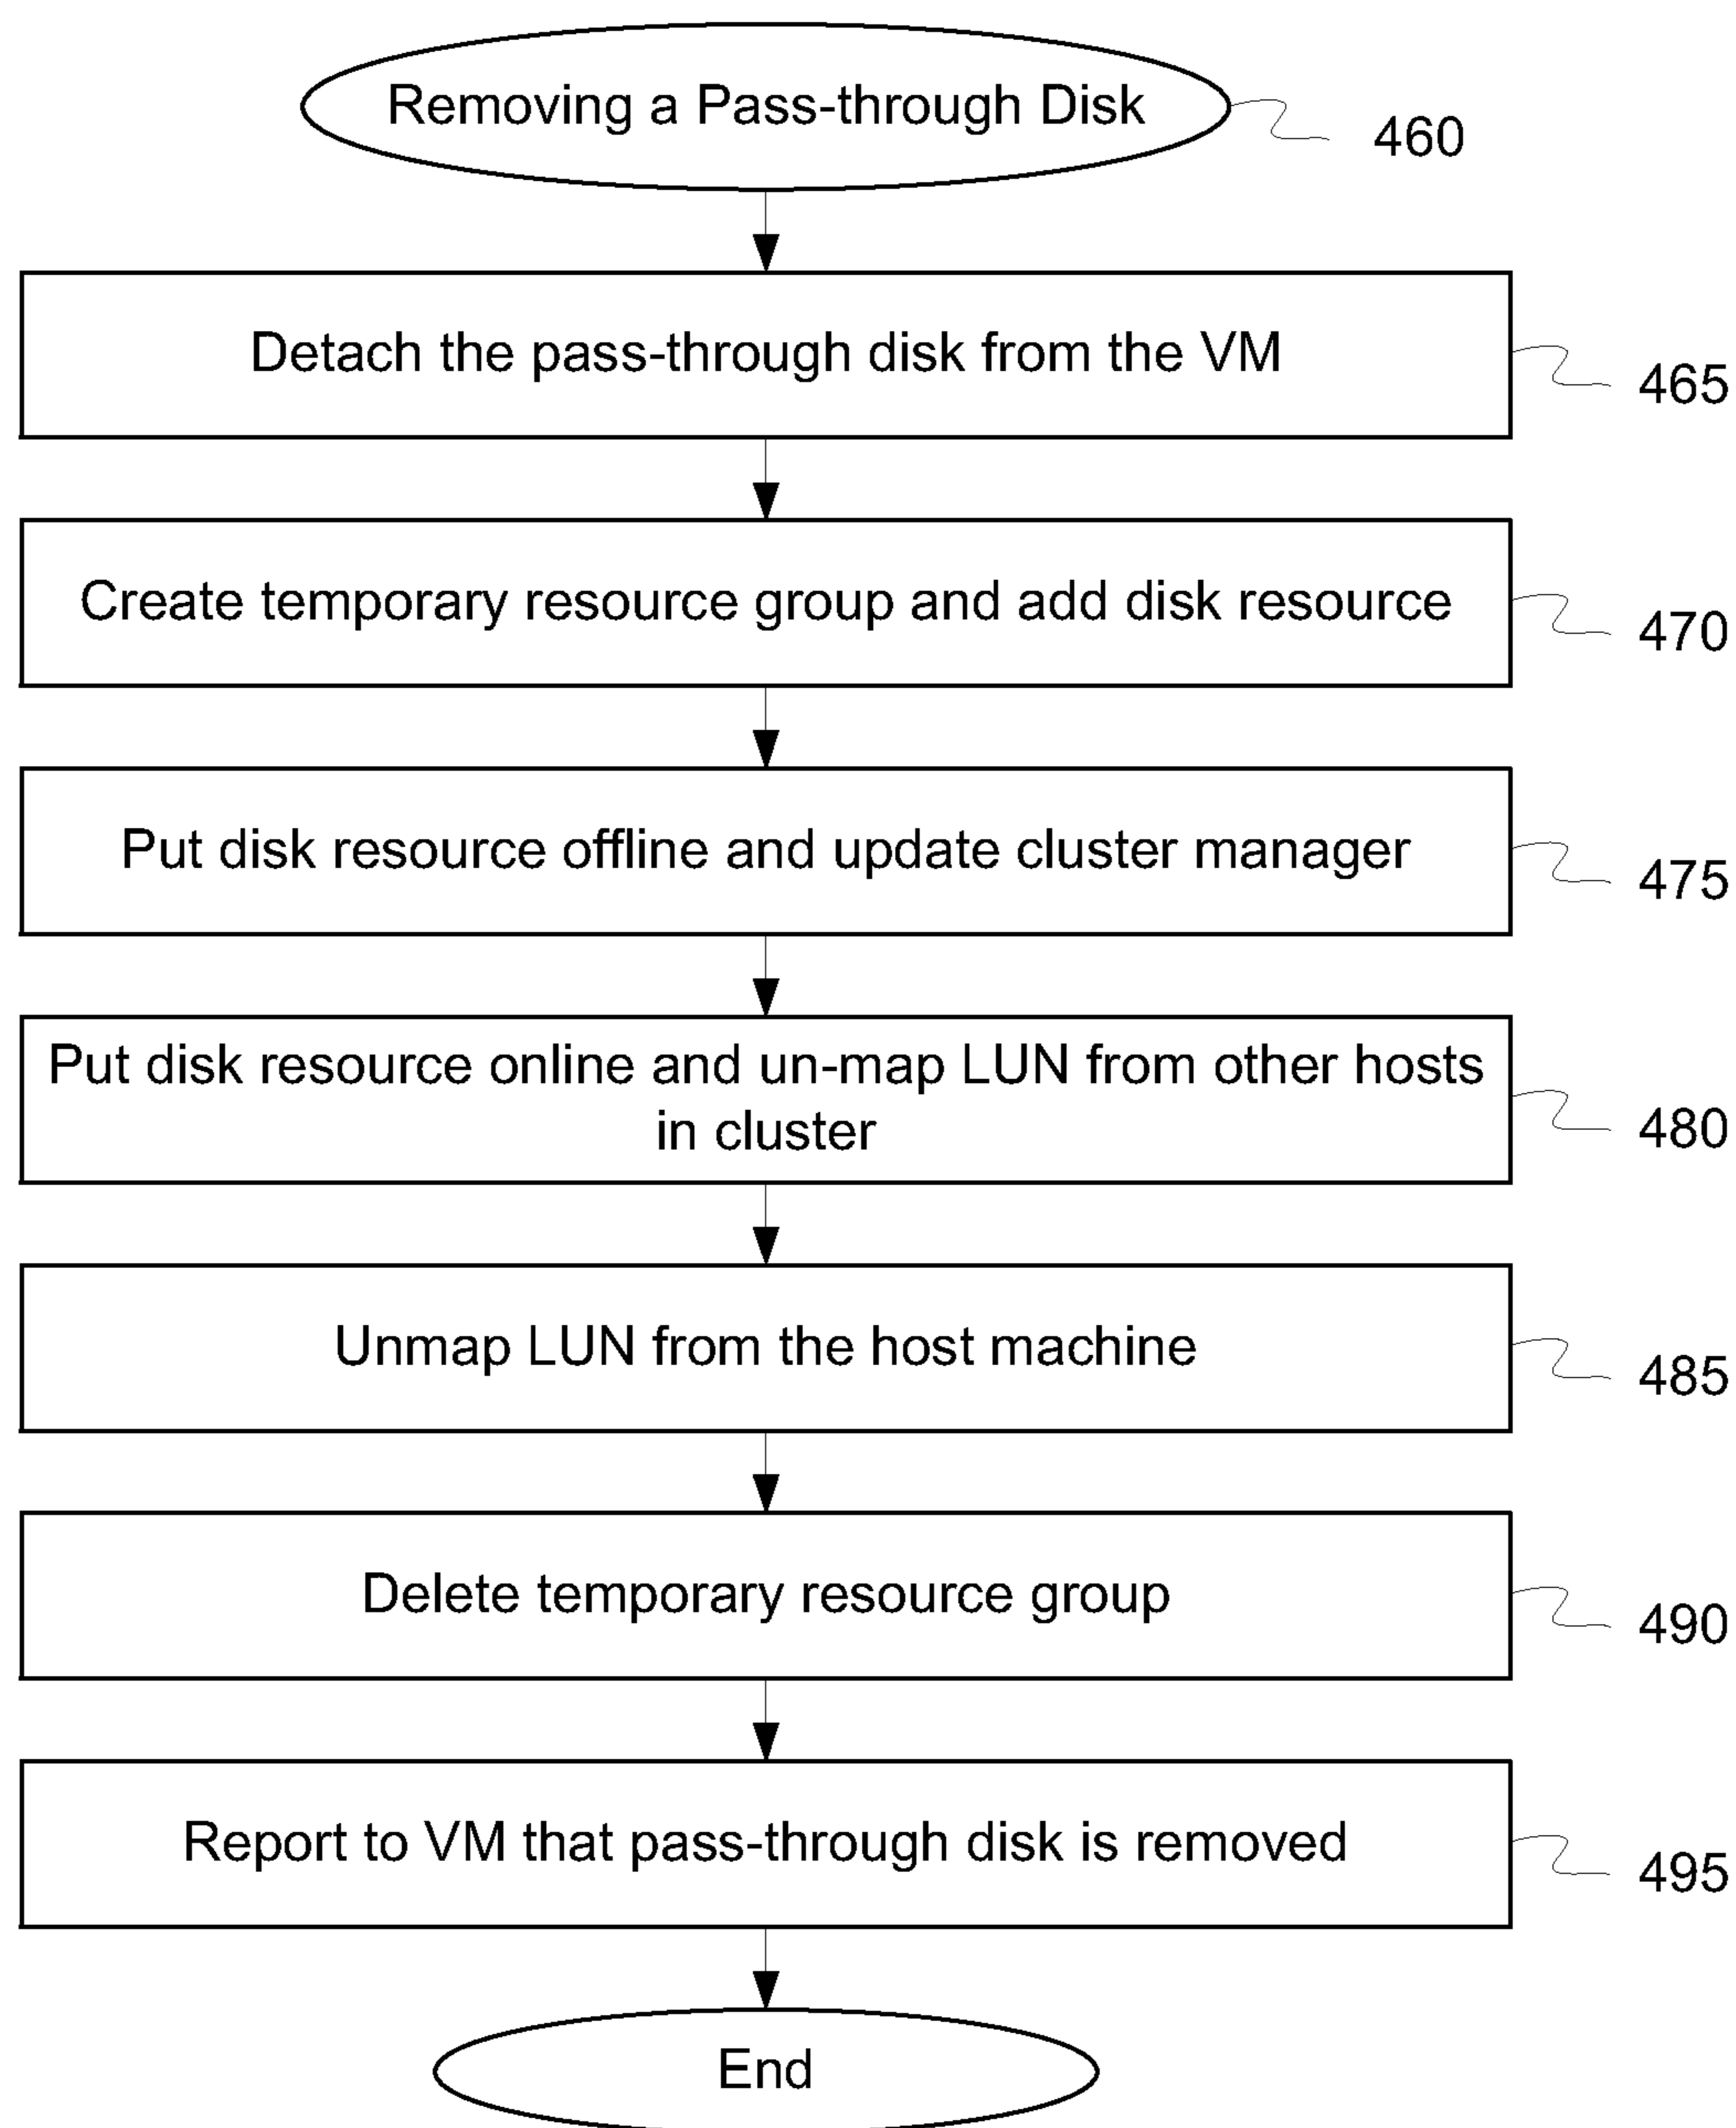 Removing a Pass-through Disk
460
Detach the pass-through disk from the VM
465
Create temporary resource group and add disk resource
470
Put disk resource offline and update cluster manager
475
Put disk resource online and un-map LUN from other hosts
in cluster
480
Unmap LUN from the host machine
485
Delete temporary resource group
490
Report to VM that pass-through disk is removed
495
End